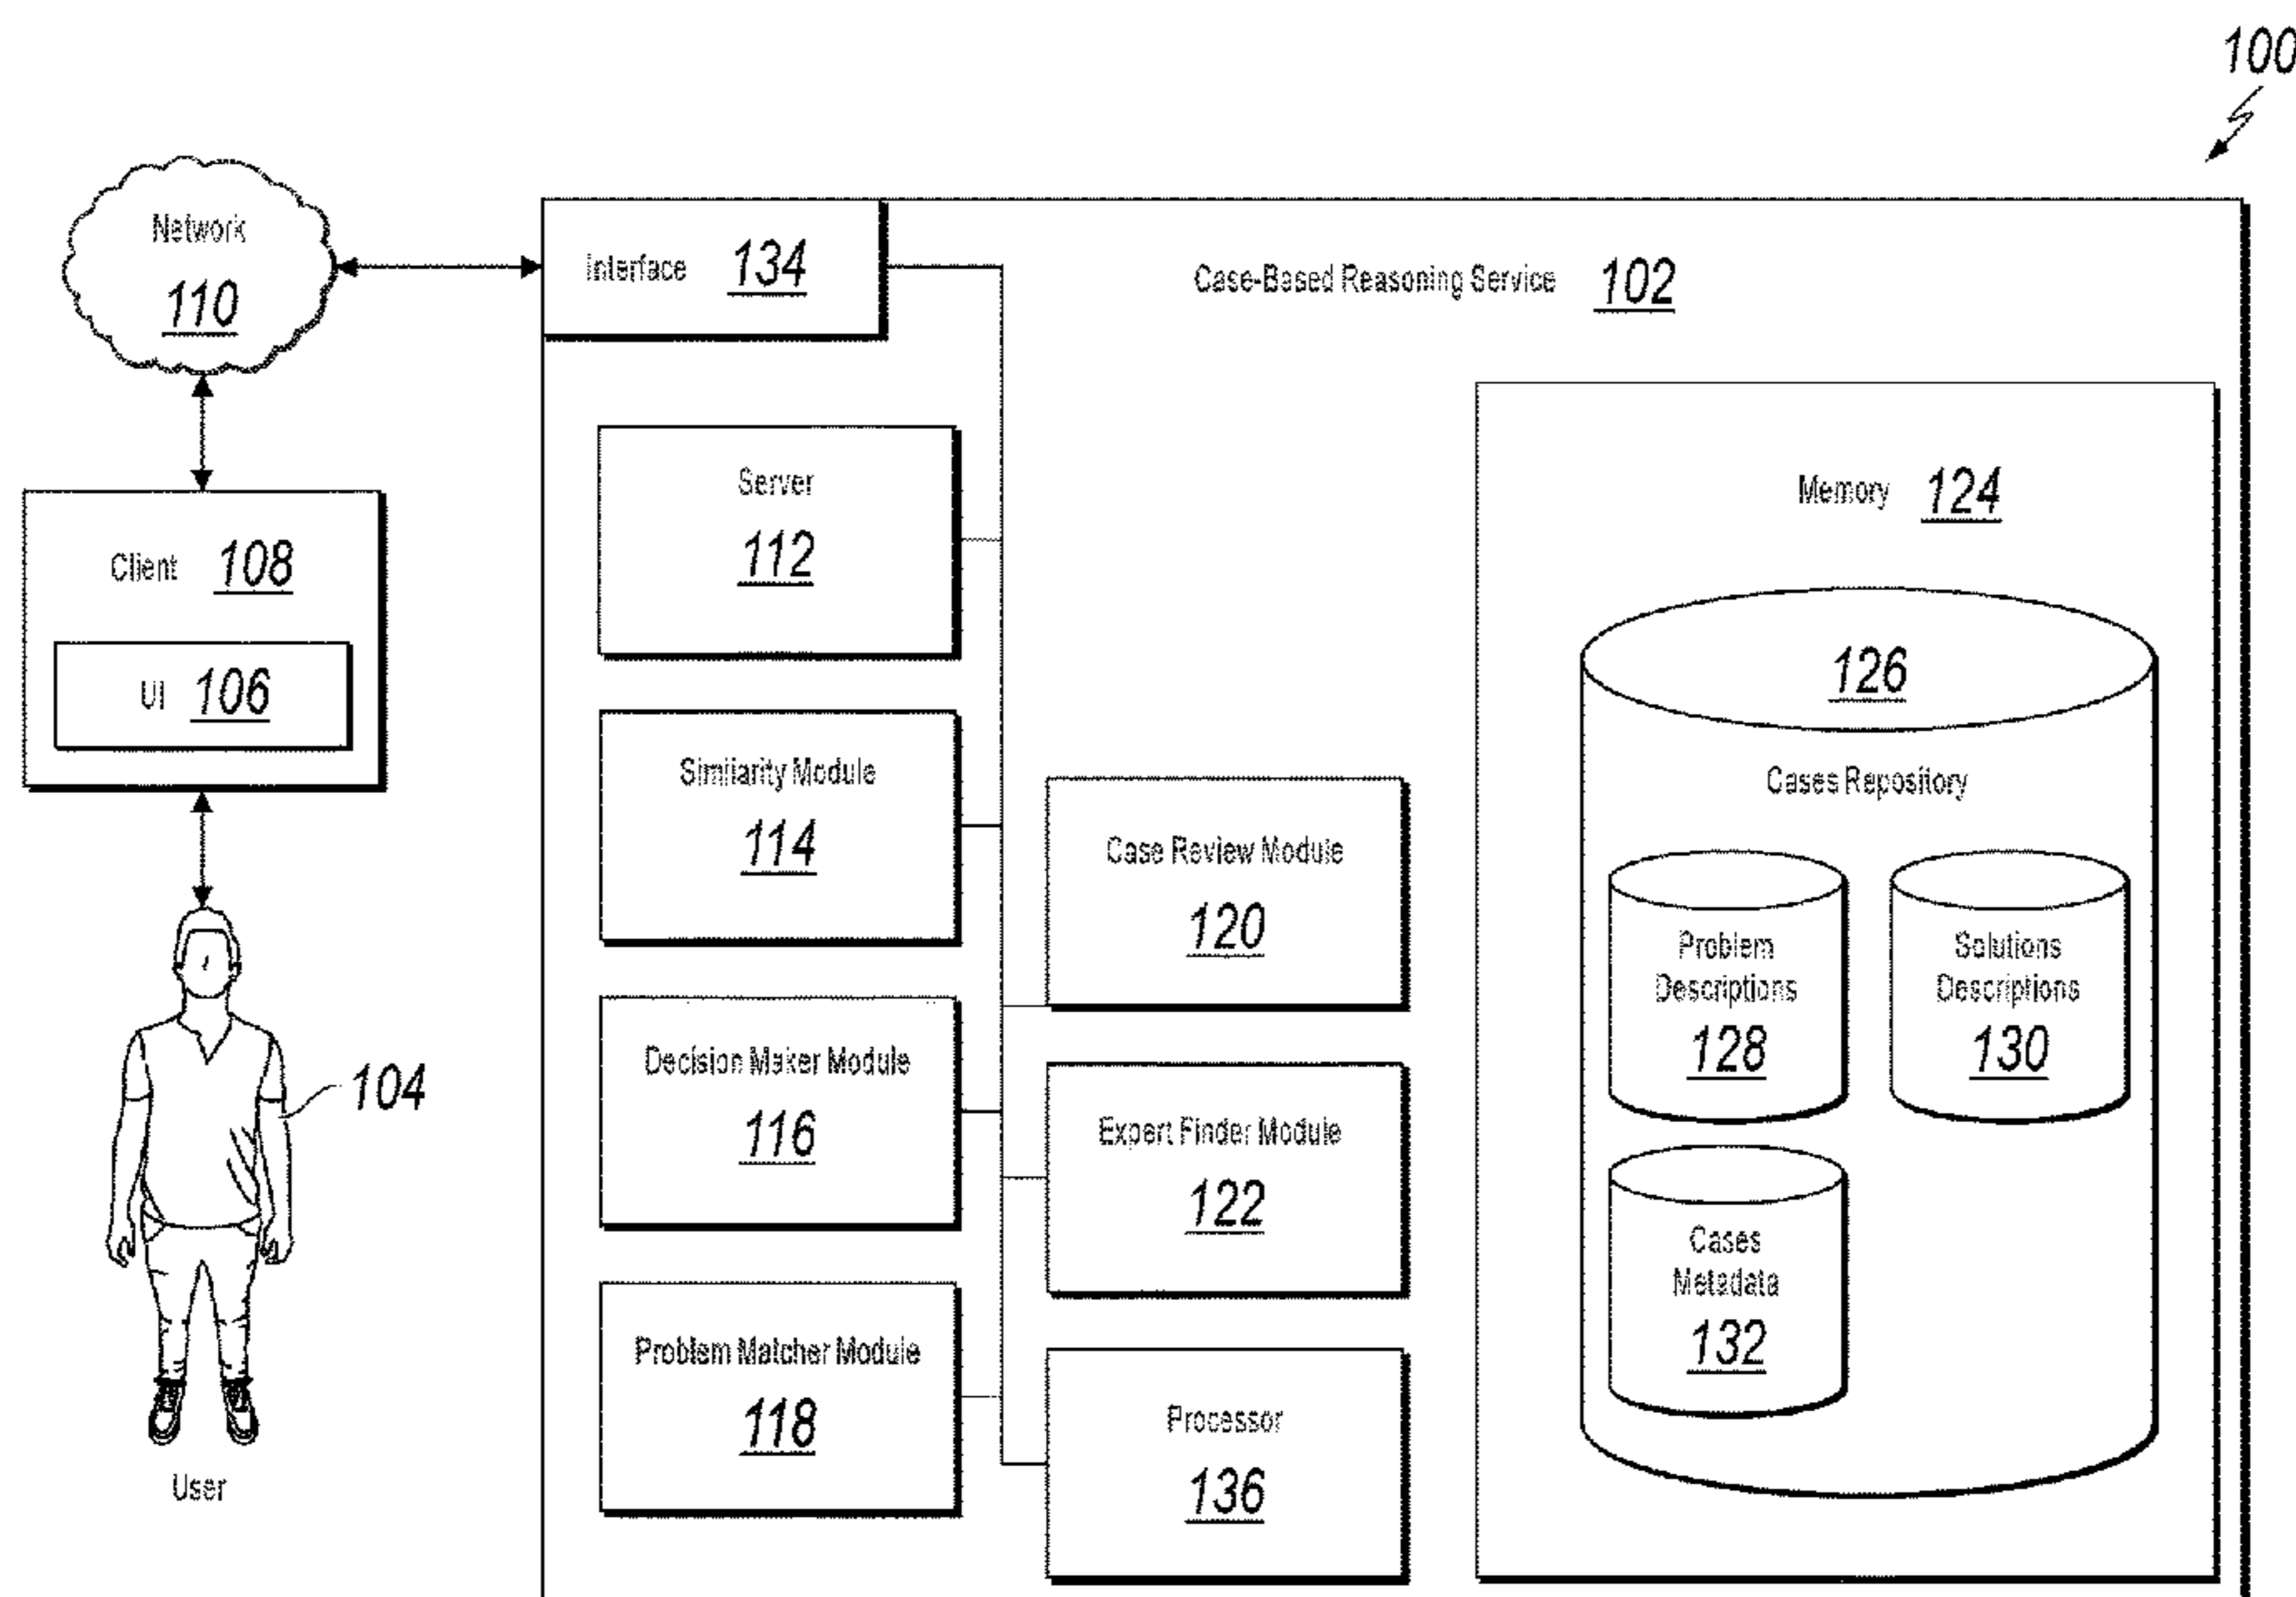 100
Network
110
Interface 134
Case-Based Reasoning Service 102
Server
112
Memory 124
Client 108
UI 106
126
Cases Repository
Similarity Module
114
Case Review Module
120
Problem
Descriptions
128
Solutions
Descriptions
130
Decision Maker Module
116
104
Expert Finder Module
122
Cases
Metadata
132
Problem Matcher Module
118
Processor
136
User